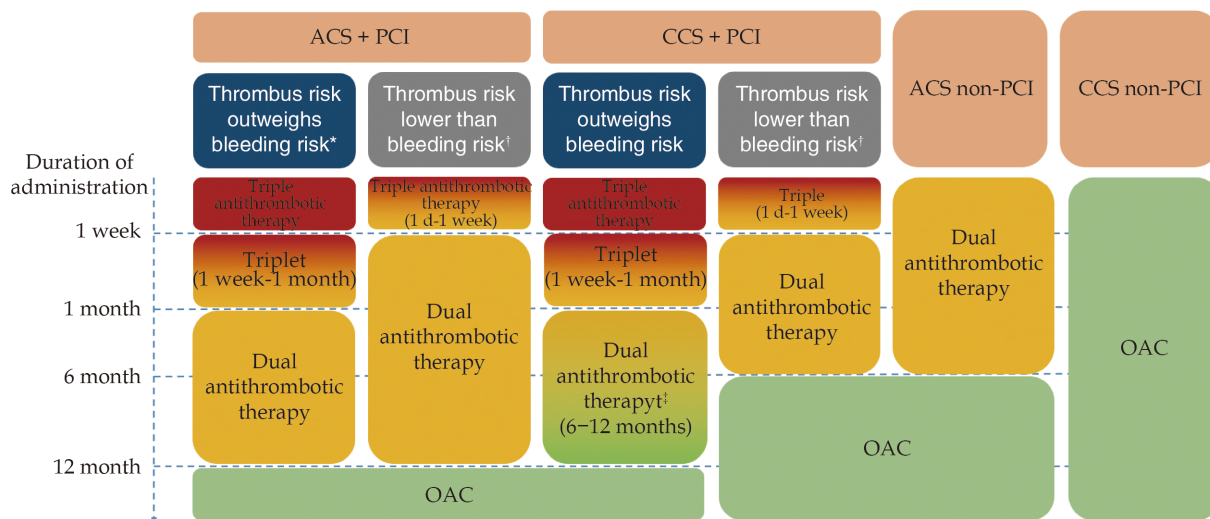 ACS + PCI
CCS + PCI
ACS non-PCI
CCS non-PCI
Thrombus risk
outweighs
bleeding risk*
Thrombus risk
lower than
bleeding risk†
Thrombus risk
outweighs
bleeding risk
Thrombus risk
lower than
bleeding risk†
Duration of
administration
Triple
antithrombotic
therapy
Triple antithrombotic
therapy
(1 d-1 week)
Triple
antithrombotic
therapy
Triple
(1 d-1 week)
1 week
Triplet
(1 week-1 month)
Triplet
(1 week-1 month)
Dual
antithrombotic
therapy
Dual
antithrombotic
therapy
Dual
antithrombotic
therapy
1 month
Dual
antithrombotic
therapy
Dual
antithrombotic
therapyt‡
(6–12 months)
OAC
6 month
OAC
12 month
OAC